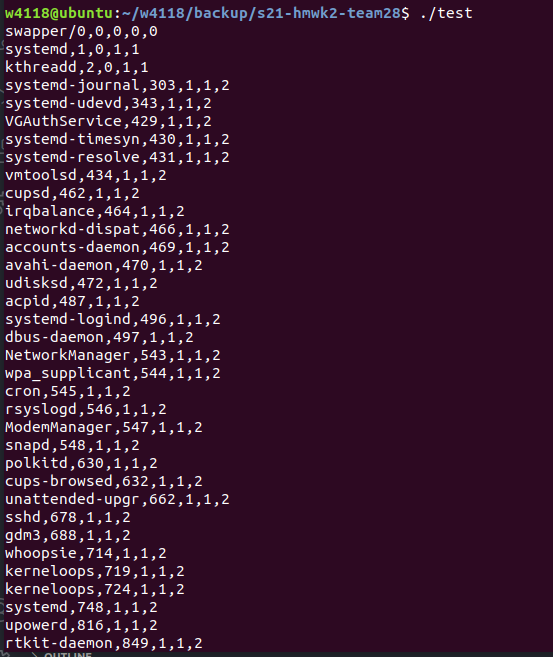 w4118@ubuntu:~/w4118/backup/s21-hmwk2-team28$ ./test
swapper/0,0,0,0,0
systemd,1,0,1,1
kthreadd,2,0,1,1
systemd-journal,303,1,1,2
systemd-udevd,343,1,1,2
VGAuthService,429,1,1,2
systemd-timesyn,430,1,1,2
systemd-resolve,431,1,1,2
vmtoolsd,434,1,1,2
cupsd,462,1,1,2
irqbalance,464,1,1,2
networkd-dispat,466,1,1,2
accounts-daemon,469,1,1,2
avahi-daemon,470,1,1,2
udisksd,472,1,1,2
acpid,487,1,1,2
systemd-logind,496,1,1,2
dbus-daemon,497,1,1,2
NetworkManager,543,1,1,2
wpa_supplicant,544,1,1,2
cron,545,1,1,2
rsyslogd,546,1,1,2
ModemManager,547,1,1,2
snapd,548,1,1,2
polkitd,630,1,1,2
cups-browsed,632,1,1,2
unattended-upgr,662,1,1,2
sshd,678,1,1,2
gdm3,688,1,1,2
whoopsie,714,1,1,2
kerneloops,719,1,1,2
kerneloops,724,1,1,2
systemd,748,1,1,2
upowerd,816,1,1,2
rtkit-daemon,849,1,1,2
OUTLINE